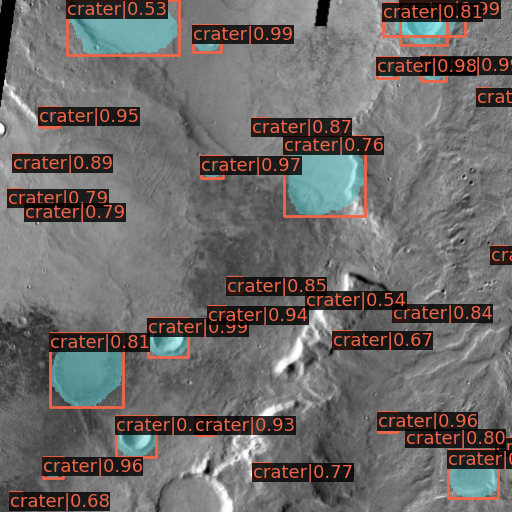 crater|0.53
crater|0.81
crater|0.99
crater|0.98
crater|0.95
crater|0.87
crater|0.76
crater|0.89
crater|0.97
crater|0.79
crater|0.79
crater|0.85
crater|0.54
crater|0.94
crater|0.84
crater|0.99
crater|0.81
crater|0.67
crater|0.93
crater|0.96
crater|0.80
crater|0.96
crater|0.77
crater|0.68